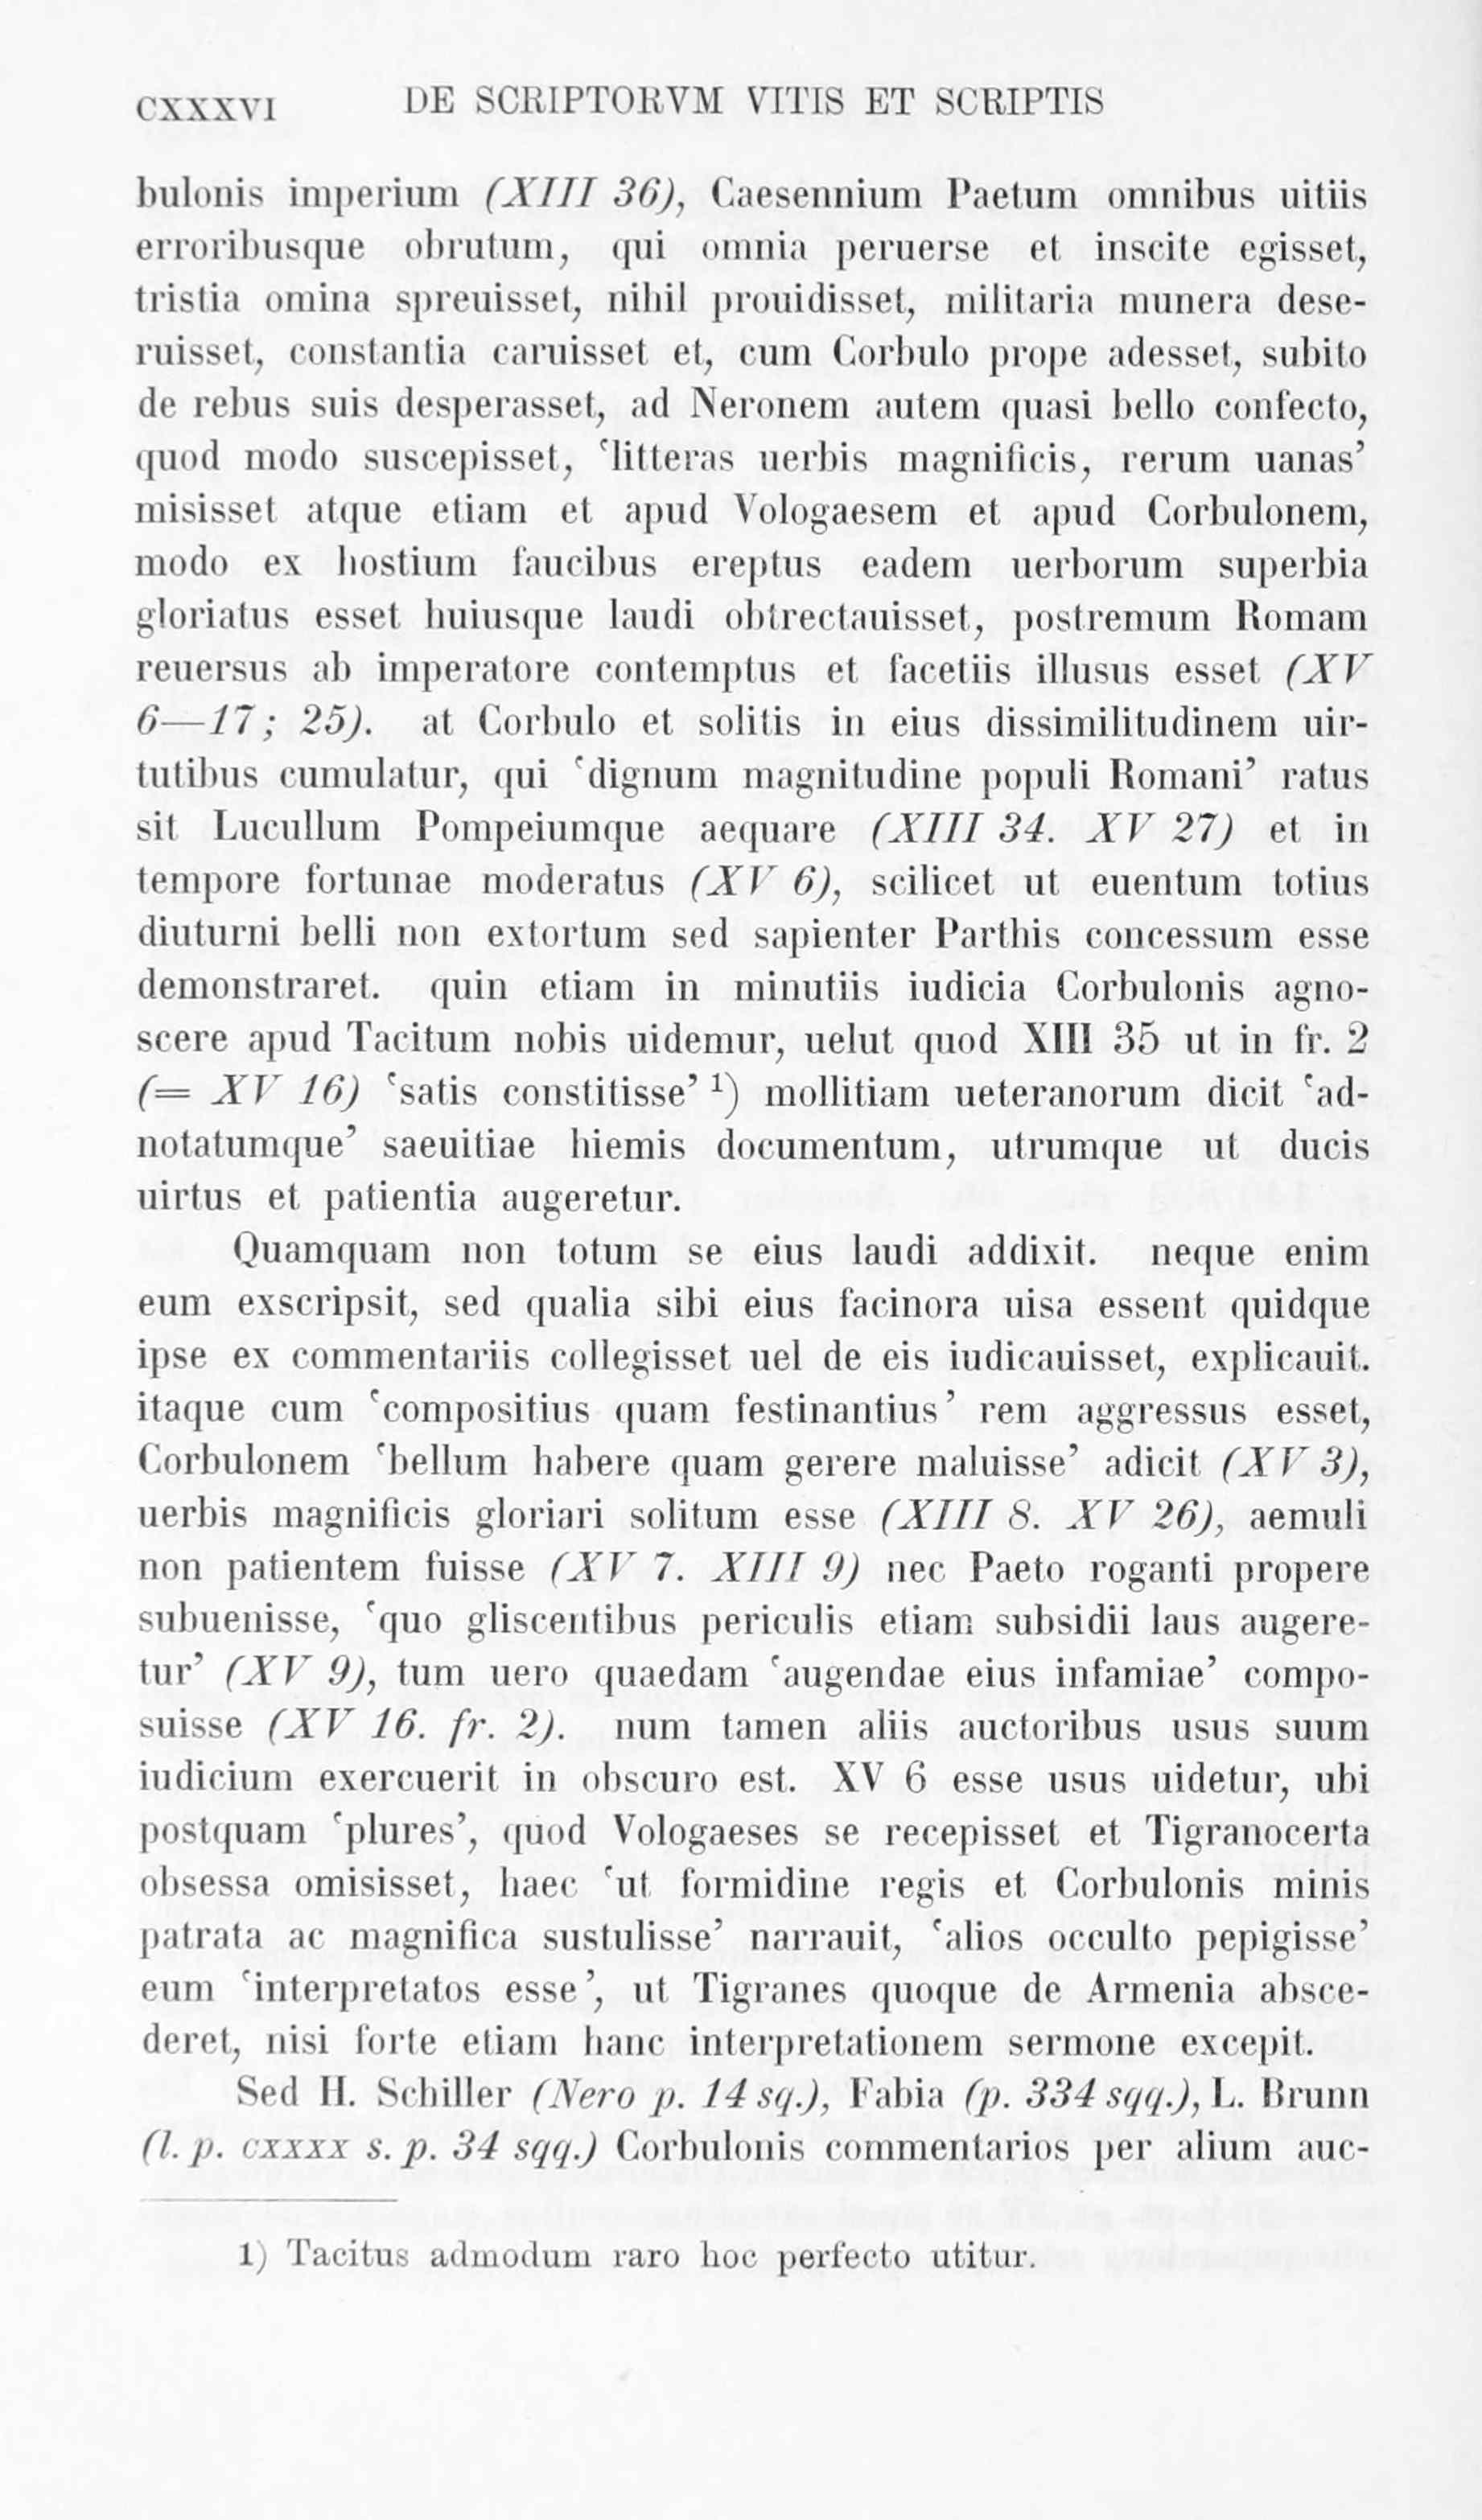 CXXXVI DE SCRIPTORVM VITIS ET SCRIPTIS
bulonis imperium (XIII 36), Caesennium Paetum omnibus uitiis
erroribusque obrutum, qui omnia peruerse et inscite egisset,
tristia omina spreuisset, nihil prouidisset, militaria munera dese-
ruisset, constantia caruisset et, cum Corbulo prope adesset, subito
de rebus suis desperasset, ad Neronem autem quasi bello confecto,
quod modo suscepisset, ‘litteras uerbis magnificis, rerum uanas’
misisset atque etiam et apud Vologaesem et apud Corbulonem,
modo ex hostium faucibus ereptus eadem uerborum superbia
gloriatus esset huiusque laudi obtrectauisset, postremum Romam
reuersus ab imperatore contemptus et facetiis illusus esset (XV
6—17; 25). at Corbulo et solitis in eius dissimilitudinem uir-
tutibus cumulatur, qui ‘dignum magnitudine populi Romani’ ratus
sit Lucullum Pompeiumque aequare (XIII 34. XV 27) et in
tempore fortunae moderatus (XV 6), scilicet ut euentum totius
diuturni belli non extortum sed sapienter Parthis concessum esse
demonstraret. quin etiam in minutiis iudicia Corbulonis agno-
scere apud Tacitum nobis uidemur, uelut quod XIII 35 ut in fr. 2
(= XV 16) ‘satis constitisse’ ¹) mollitiam ueteranorum dicit ‘ad-
notatumque’ saeuitiae hiemis documentum, utrumque ut ducis
uirtus et patientia augeretur.
Quamquam non totum se eius laudi addixit. neque enim
eum exscripsit, sed qualia sibi eius facinora uisa essent quidque
ipse ex commentariis collegisset uel de eis iudicauisset, explicauit.
itaque cum ‘compositius quam festinantius’ rem aggressus esset,
Corbulonem ‘bellum habere quam gerere maluisse’ adicit (XV 3),
uerbis magnificis gloriari solitum esse (XIII 8. XV 26), aemuli
non patientem fuisse (XV 7. XIII 9) nec Paeto roganti propere
subuenisse, ‘quo gliscentibus periculis etiam subsidii laus augere-
tur’ (XV 9), tum uero quaedam ‘augendae eius infamiae’ compo-
suisse (XV 16. fr. 2). num tamen aliis auctoribus usus suum
iudicium exercuerit in obscuro est. XV 6 esse usus uidetur, ubi
postquam ‘plures’, quod Vologaeses se recepisset et Tigranocerta
obsessa omisisset, haec ‘ut formidine regis et Corbulonis minis
patrata ac magnifica sustulisse’ narrauit, ‘alios occulto pepigisse’
eum ‘interpretatos esse’, ut Tigranes quoque de Armenia absce-
deret, nisi forte etiam hanc interpretationem sermone excepit.
Sed H. Schiller (Nero p. 14 sq.), Fabia (p. 334 sqq.), L. Brunn
(l. p. CXXXX s. p. 34 sqq.) Corbulonis commentarios per alium auc-
1) Tacitus admodum raro hoc perfecto utitur.